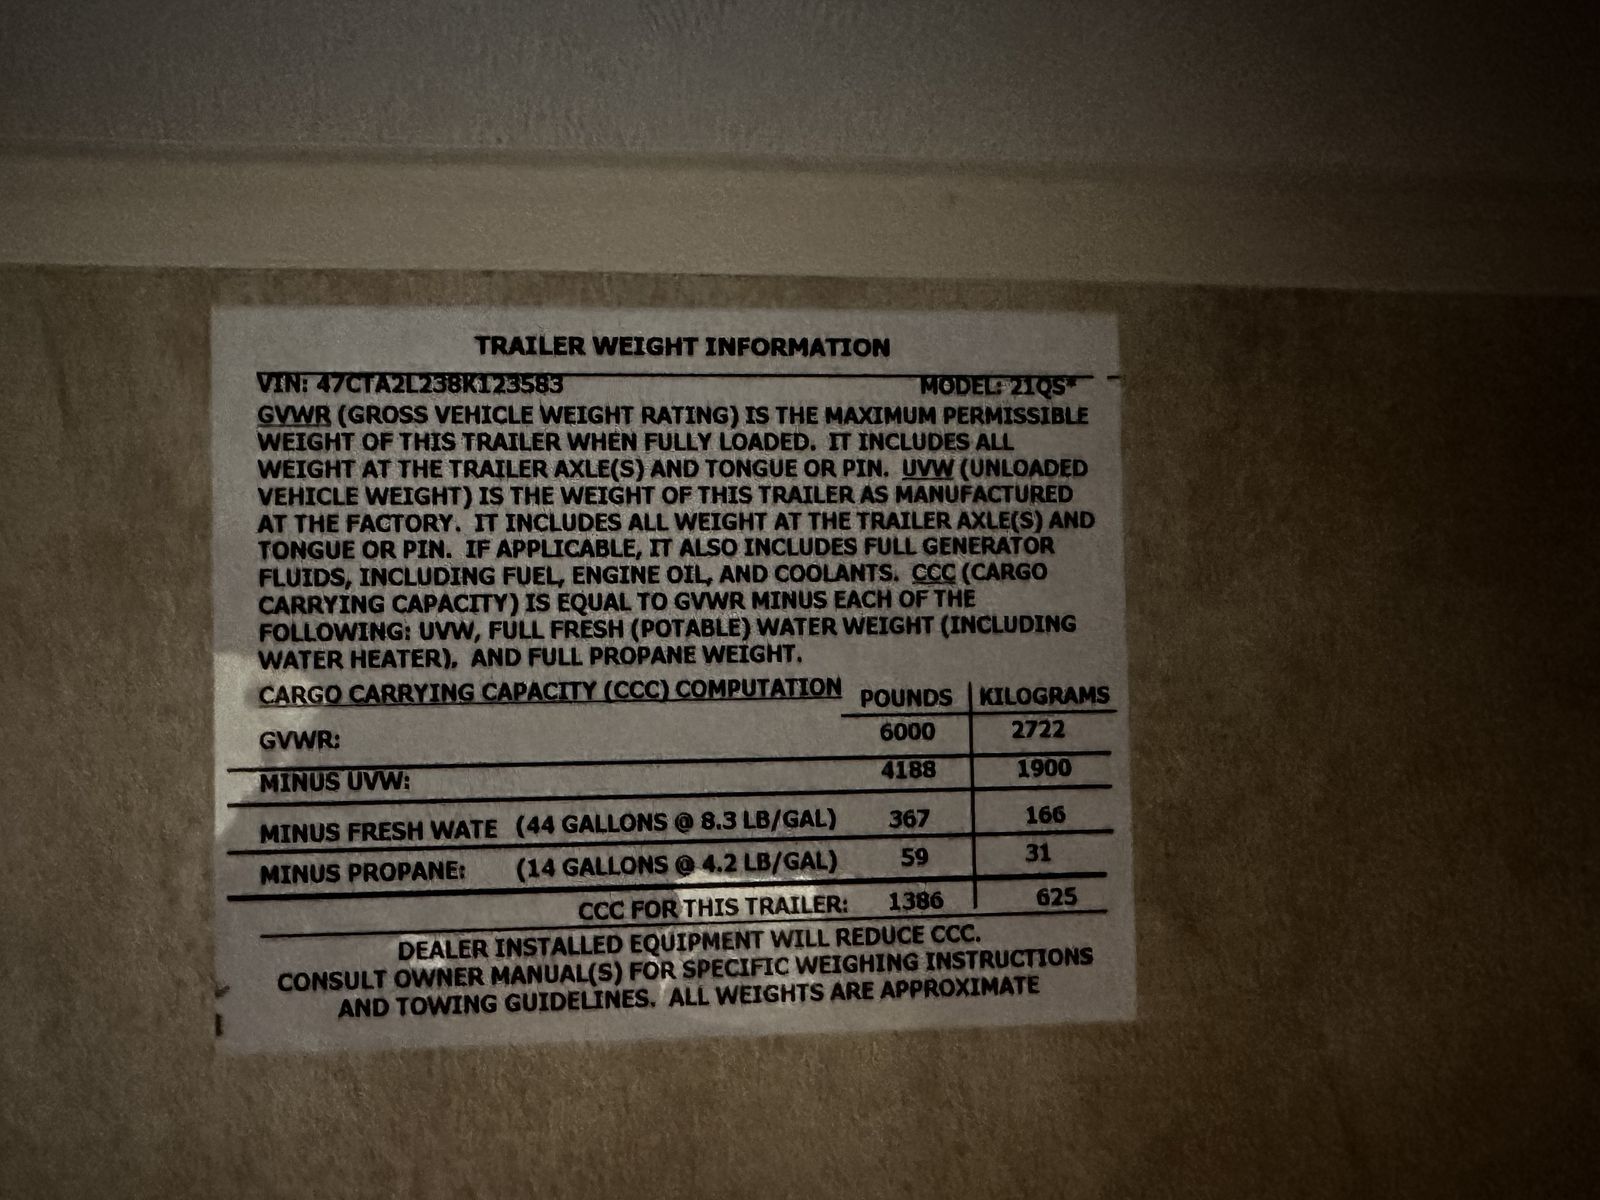 TRAILER WEIGHT INFORMATION
VIN: 47CTA2L238K123583 MODEL: 21QS*
GVWR (GROSS VEHICLE WEIGHT RATING) IS THE MAXIMUM PERMISSIBLE
WEIGHT OF THIS TRAILER WHEN FULLY LOADED. IT INCLUDES ALL
WEIGHT AT THE TRAILER AXLE(S) AND TONGUE OR PIN. UVW (UNLOADED
VEHICLE WEIGHT) IS THE WEIGHT OF THIS TRAILER AS MANUFACTURED
AT THE FACTORY. IT INCLUDES ALL WEIGHT AT THE TRAILER AXLE(S) AND
TONGUE OR PIN. IF APPLICABLE, IT ALSO INCLUDES FULL GENERATOR
FLUIDS, INCLUDING FUEL, ENGINE OIL, AND COOLANTS. CCC (CARGO
CARRYING CAPACITY) IS EQUAL TO GVWR MINUS EACH OF THE
FOLLOWING: UVW, FULL FRESH (POTABLE) WATER WEIGHT (INCLUDING
WATER HEATER), AND FULL PROPANE WEIGHT.
CARGO CARRYING CAPACITY (CCC) COMPUTATION POUNDS KILOGRAMS
GVWR: 6000 2722
MINUS UVW: 4188 1900
MINUS FRESH WATE (44 GALLONS @ 8.3 LB/GAL) 367 166
MINUS PROPANE: (14 GALLONS @ 4.2 LB/GAL) 59 31
CCC FOR THIS TRAILER: 1386 625
DEALER INSTALLED EQUIPMENT WILL REDUCE CCC.
CONSULT OWNER MANUAL(S) FOR SPECIFIC WEIGHING INSTRUCTIONS
AND TOWING GUIDELINES. ALL WEIGHTS ARE APPROXIMATE